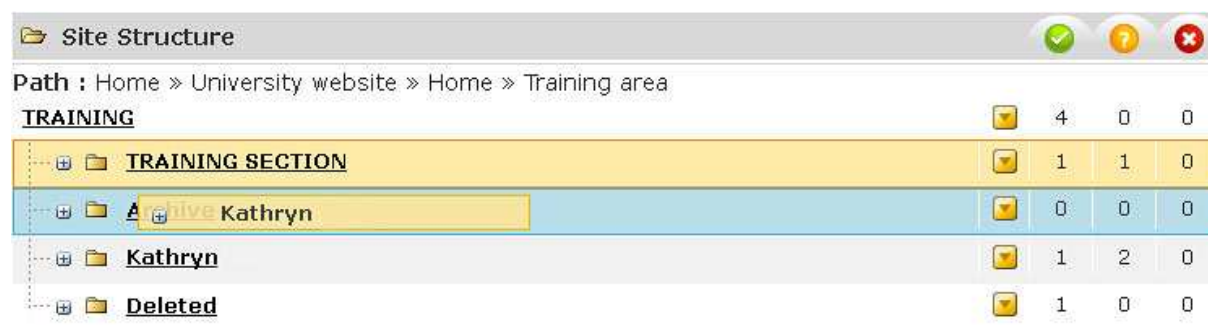 Site Structure
Path : Home » University website » Home » Training area
TRAINING 4 0 0
TRAINING SECTION 1 1 0
Archive Kathryn 0 0 0
Kathryn 1 2 0
Deleted 1 0 0